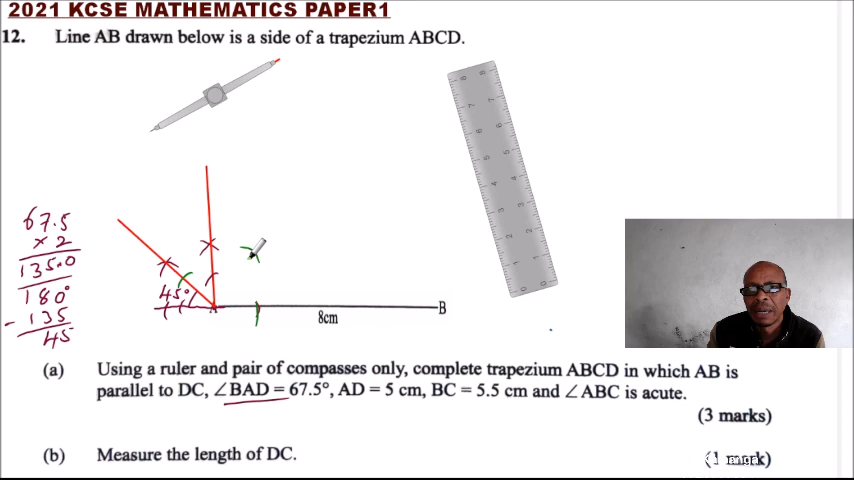 2021 KCSE MATHEMATICS PAPER1
12. Line AB drawn below is a side of a trapezium ABCD.
67.5
× 2
135.0
180°
- 135
45
45°
A
B
8cm
(a) Using a ruler and pair of compasses only, complete trapezium ABCD in which AB is
parallel to DC, ∠BAD = 67.5°, AD = 5 cm, BC = 5.5 cm and ∠ABC is acute.
(3 marks)
(b) Measure the length of DC.
(1 mark)